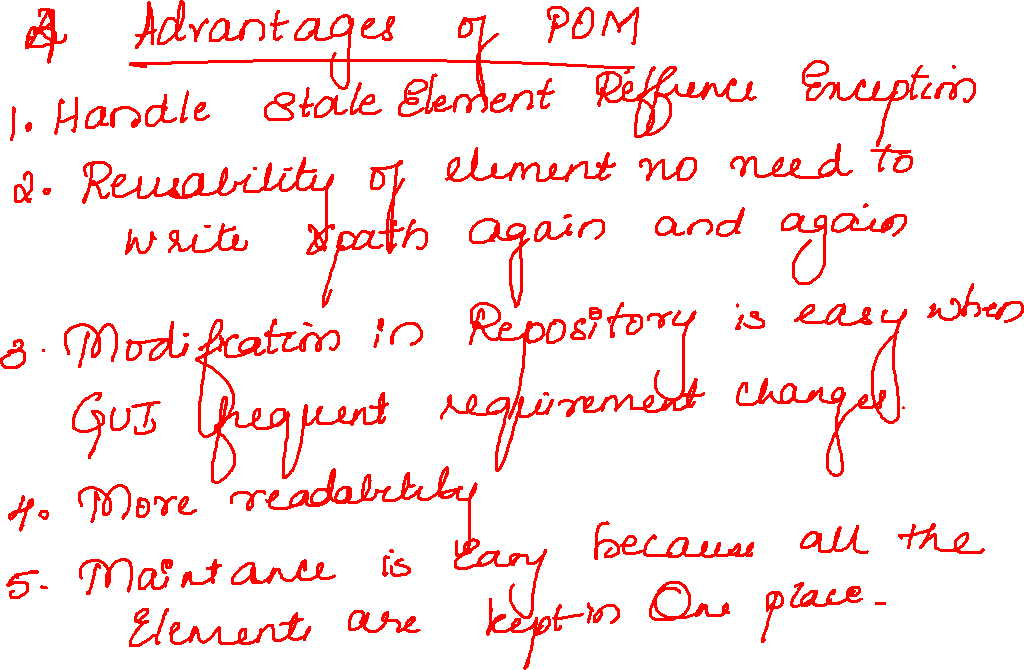 Advantages of POM
1. Handle Stale Element Reffrence Exception
2. Reusability of element no need to
write xpath again and again
3. Modification in Repository is easy when
GUI frequent requirement changes.
4. More readability
5. Maintance is Easy because all the
Elements are kept in One place.